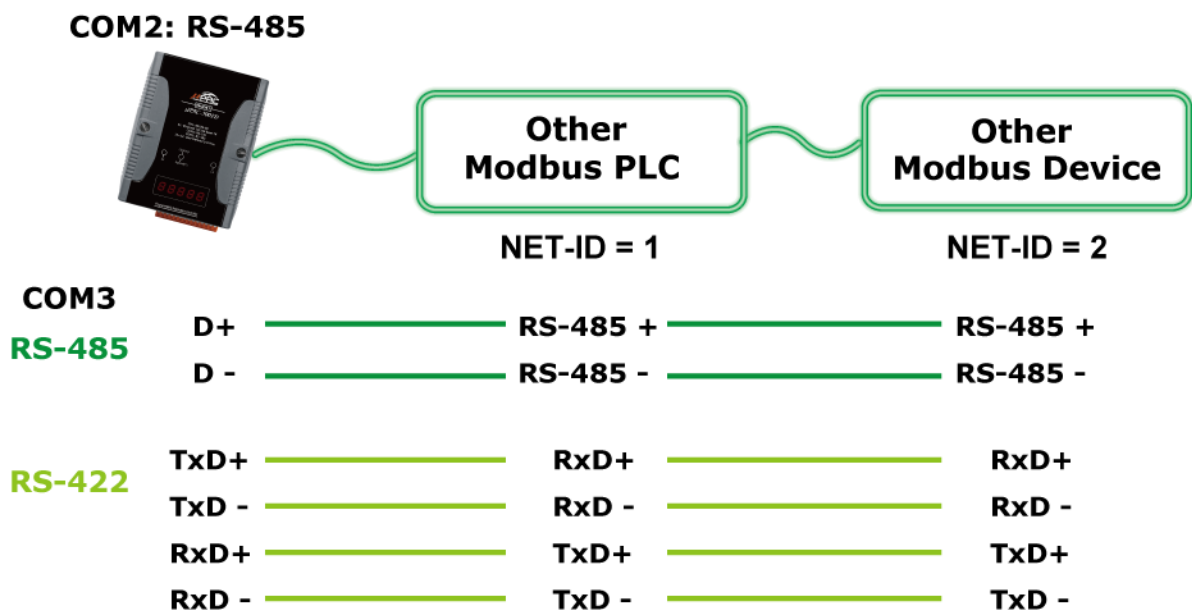 COM2: RS-485
Other
Modbus PLC
Other
Modbus Device
NET-ID = 1
NET-ID = 2
COM3
RS-485
D+ RS-485 + RS-485 +
D - RS-485 - RS-485 -
RS-422
TxD+ RxD+ RxD+
TxD - RxD - RxD -
RxD+ TxD+ TxD+
RxD - TxD - TxD -